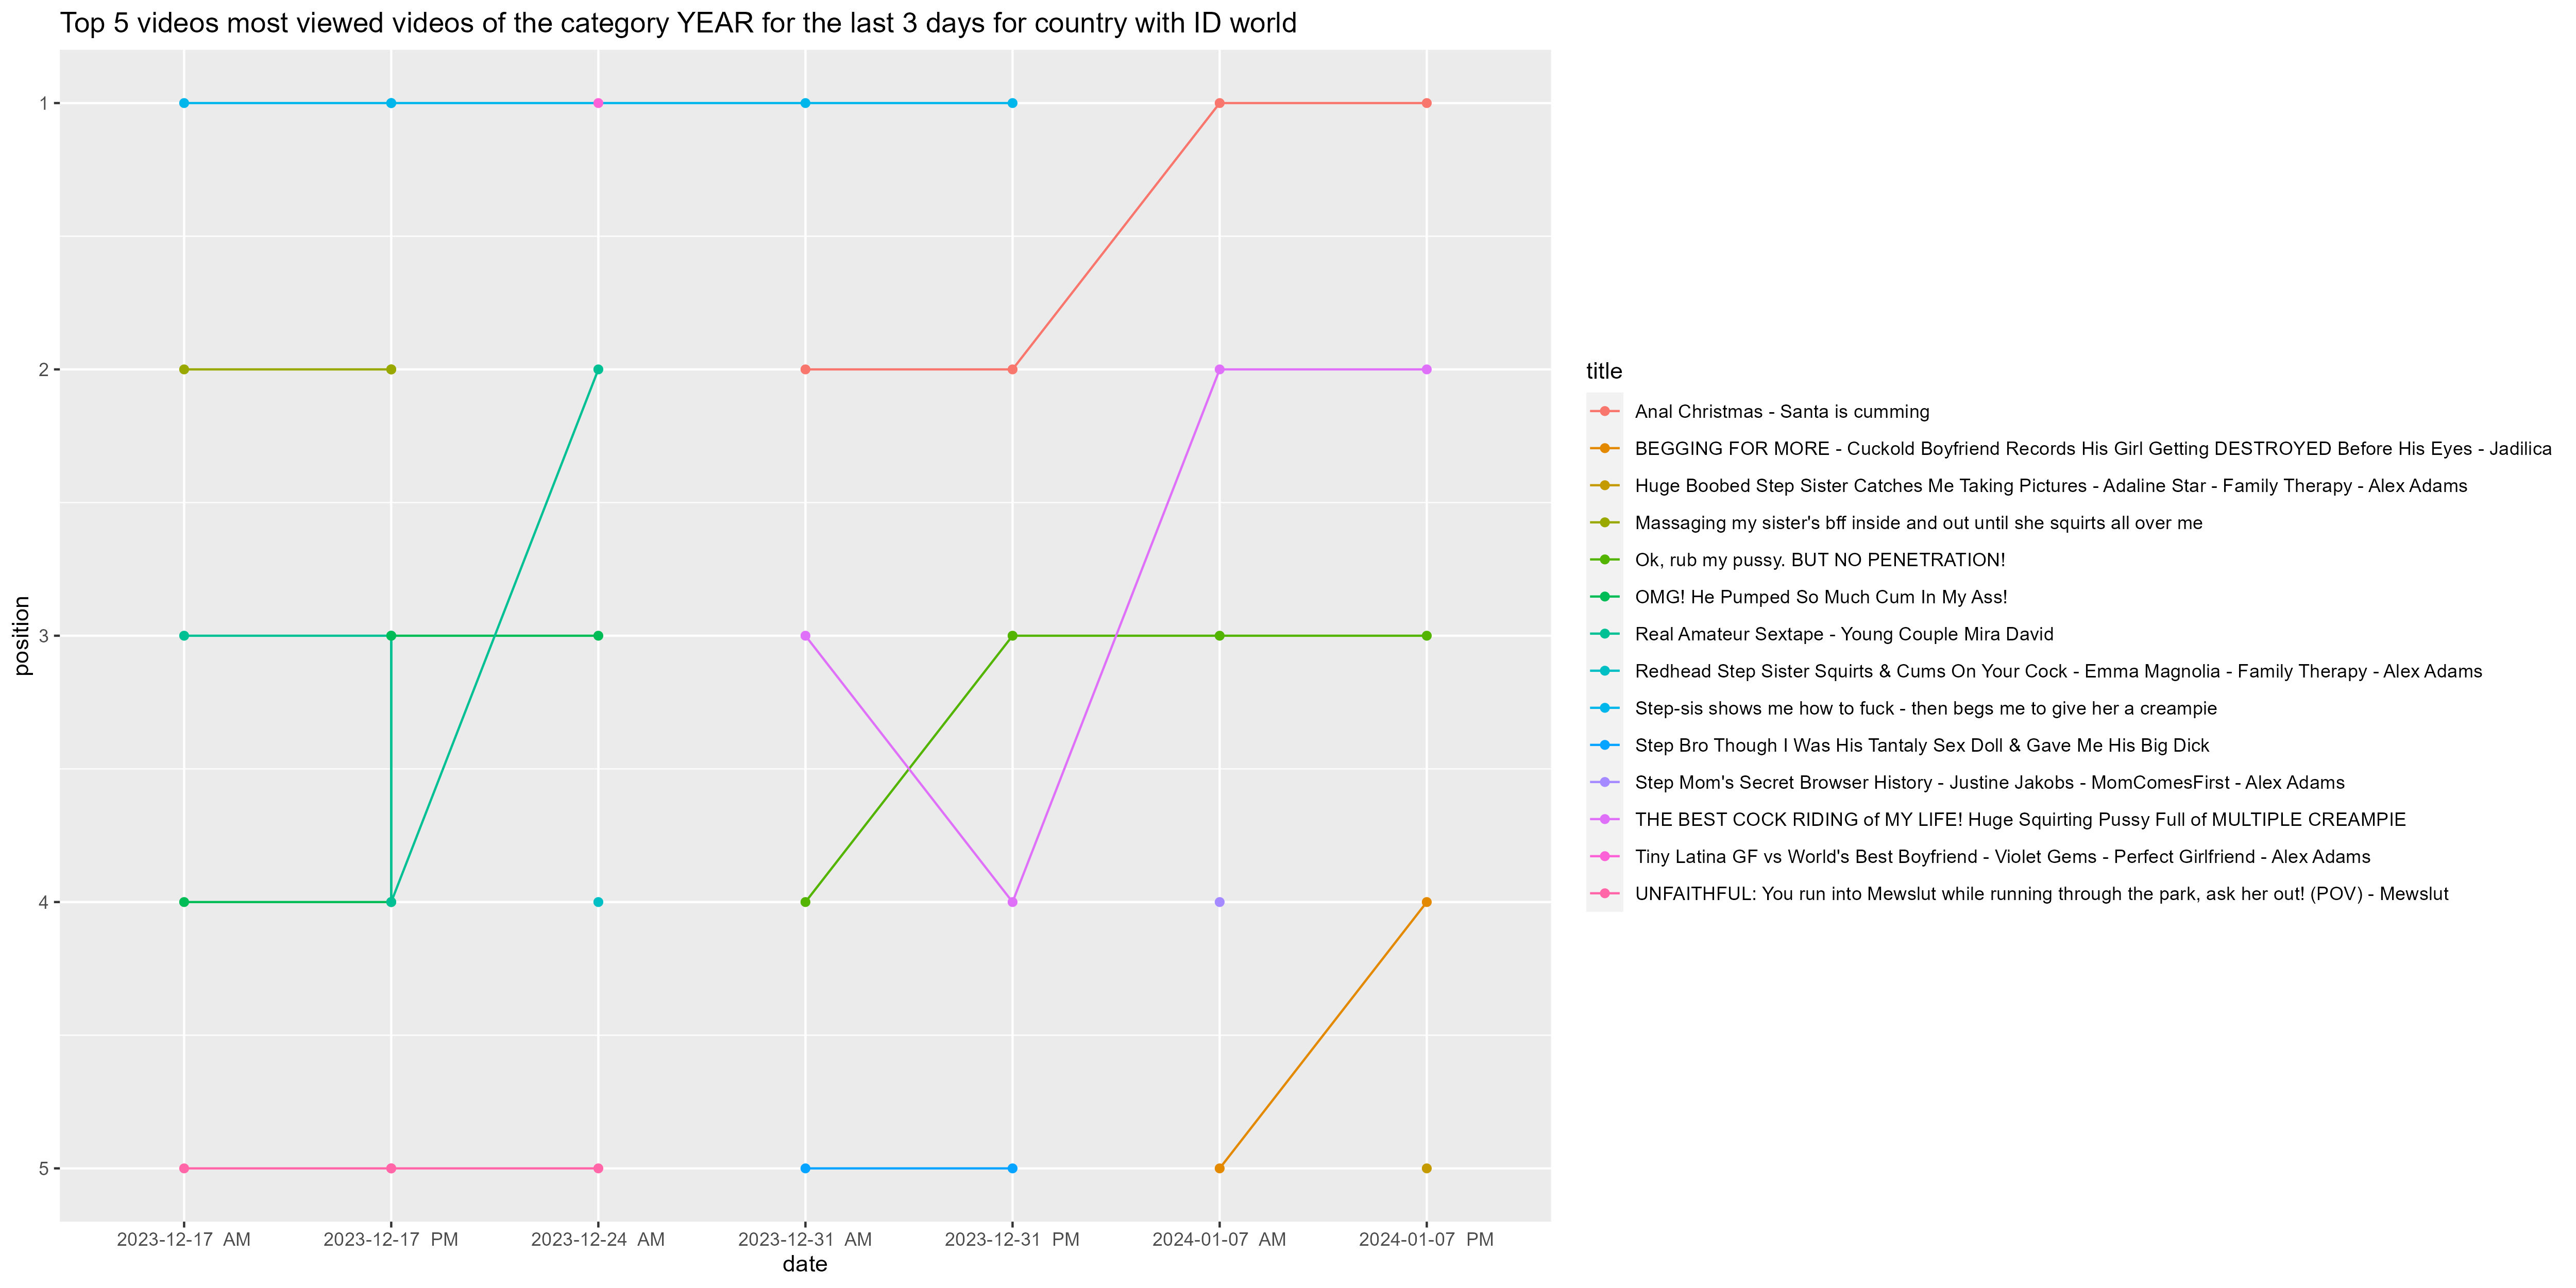 Top 5 videos most viewed videos of the category YEAR for the last 3 days for country with ID world
position
1
2
3
4
5
2023-12-17 AM
2023-12-17 PM
2023-12-24 AM
2023-12-31 AM
2023-12-31 PM
2024-01-07 AM
2024-01-07 PM
date
title
Anal Christmas - Santa is cumming
BEGGING FOR MORE - Cuckold Boyfriend Records His Girl Getting DESTROYED Before His Eyes - Jadilica
Huge Boobed Step Sister Catches Me Taking Pictures - Adaline Star - Family Therapy - Alex Adams
Massaging my sister's bff inside and out until she squirts all over me
Ok, rub my pussy. BUT NO PENETRATION!
OMG! He Pumped So Much Cum In My Ass!
Real Amateur Sextape - Young Couple Mira David
Redhead Step Sister Squirts & Cums On Your Cock - Emma Magnolia - Family Therapy - Alex Adams
Step-sis shows me how to fuck - then begs me to give her a creampie
Step Bro Though I Was His Tantaly Sex Doll & Gave Me His Big Dick
Step Mom's Secret Browser History - Justine Jakobs - MomComesFirst - Alex Adams
THE BEST COCK RIDING of MY LIFE! Huge Squirting Pussy Full of MULTIPLE CREAMPIE
Tiny Latina GF vs World's Best Boyfriend - Violet Gems - Perfect Girlfriend - Alex Adams
UNFAITHFUL: You run into Mewslut while running through the park, ask her out! (POV) - Mewslut